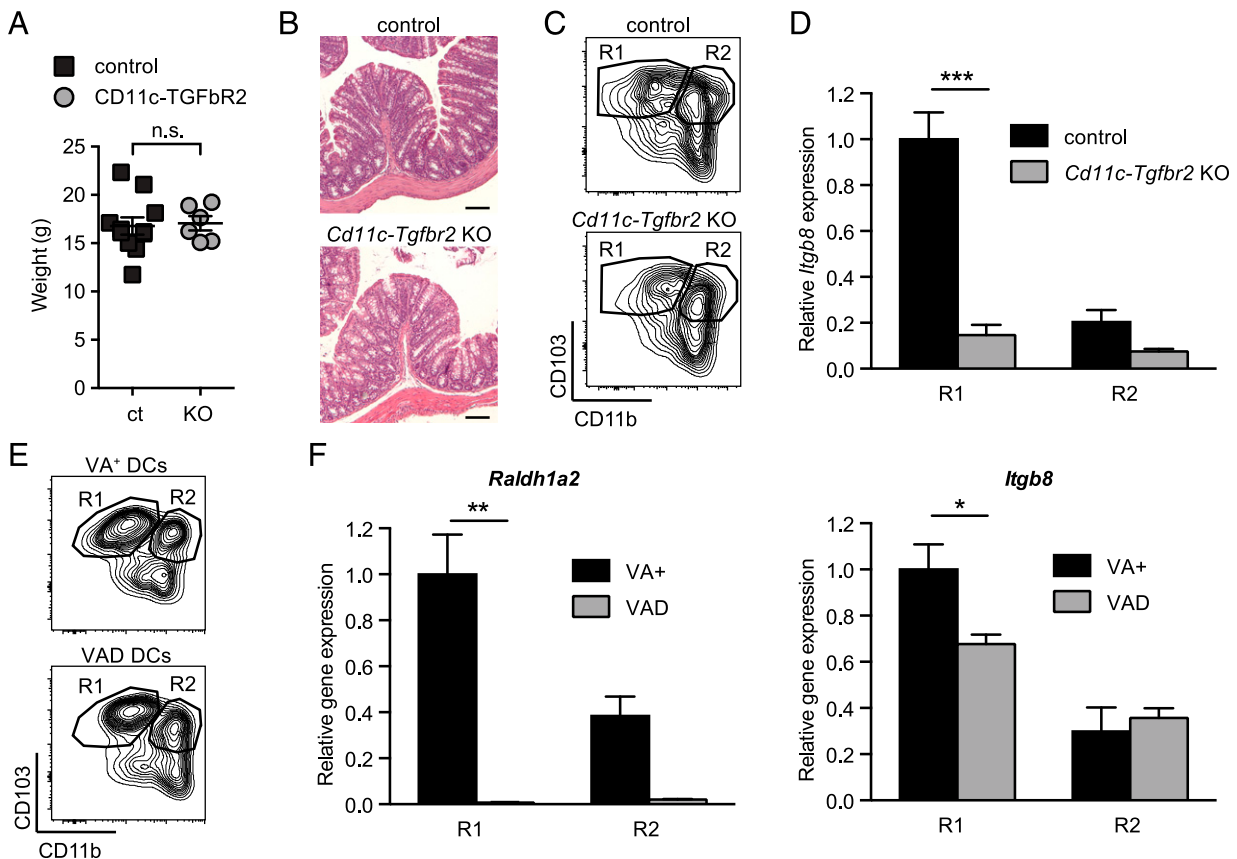 A
control
CD11c-TGFbR2
n.s.
25
20
15
10
5
0
Weight (g)
ct
KO
B
control
Cd11c-Tgfbr2 KO
C
R1
R2
Cd11c-Tgfbr2 KO
R1
R2
CD103
CD11b
D
***
1.2
1.0
0.8
0.6
0.4
0.2
0.0
Relative Itgb8 expression
control
Cd11c-Tgfbr2 KO
R1
R2
E
VA⁺ DCs
R1
R2
VAD DCs
R1
R2
CD103
CD11b
F
Raldh1a2
**
1.2
1.0
0.8
0.6
0.4
0.2
0.0
Relative gene expression
VA+
VAD
R1
R2
Itgb8
*
1.2
1.0
0.8
0.6
0.4
0.2
0.0
Relative gene expression
VA+
VAD
R1
R2